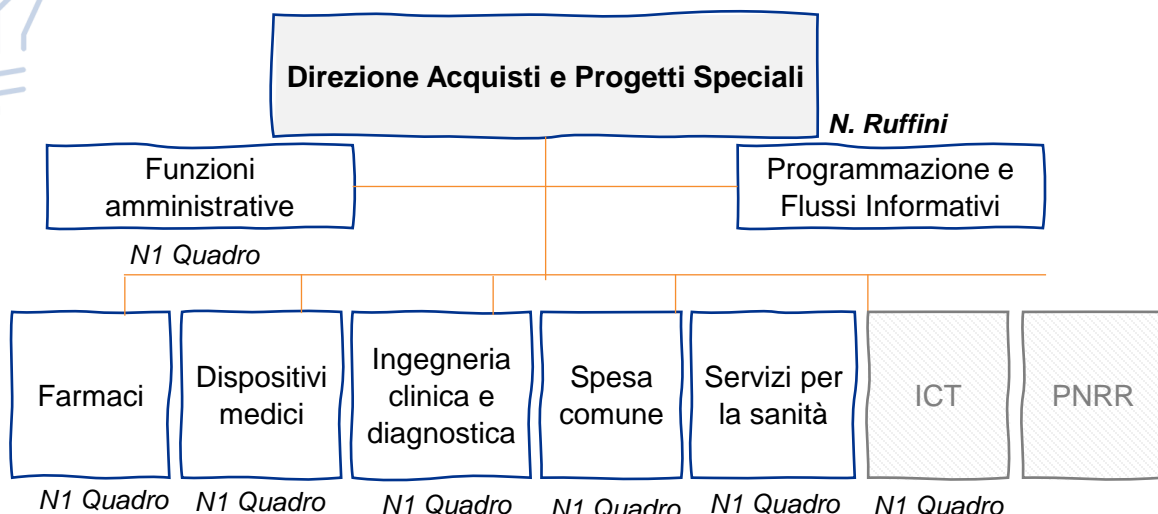 Direzione Acquisti e Progetti Speciali
N. Ruffini
Funzioni
amministrative
Programmazione e
Flussi Informativi
N1 Quadro
Farmaci
Dispositivi
medici
Ingegneria
clinica e
diagnostica
Spesa
comune
Servizi per
la sanità
ICT
PNRR
N1 Quadro
N1 Quadro
N1 Quadro
N1 Quadro
N1 Quadro
N1 Quadro